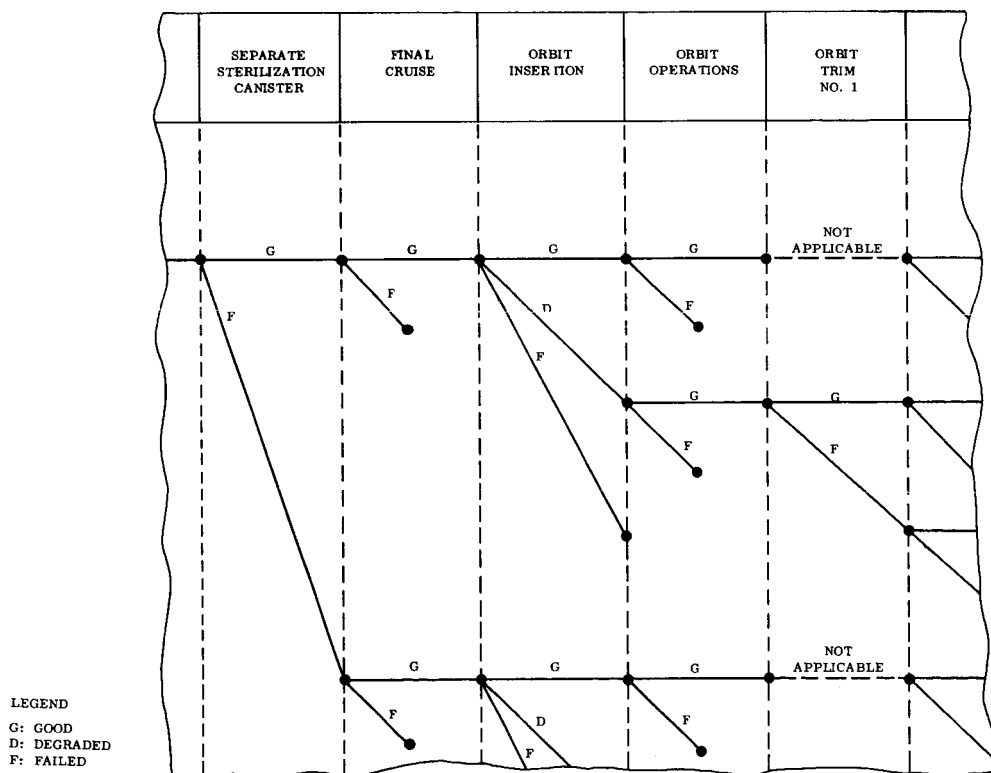 SEPARATE
STERILIZATION
CANISTER
FINAL
CRUISE
ORBIT
INSERTION
ORBIT
OPERATIONS
ORBIT
TRIM
NO. 1
G
G
G
G
NOT
APPLICABLE
F
F
D
F
F
G
G
F
F
G
G
G
NOT
APPLICABLE
F
D
F
F
LEGEND
G: GOOD
D: DEGRADED
F: FAILED